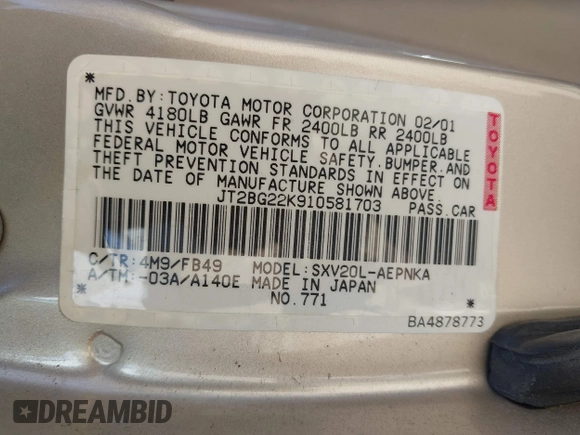 MFD. BY: TOYOTA MOTOR CORPORATION 02/01
GVWR 4180LB GAWR FR 2400LB RR 2400LB
THIS VEHICLE CONFORMS TO ALL APPLICABLE
FEDERAL MOTOR VEHICLE SAFETY, BUMPER, AND
THEFT PREVENTION STANDARDS IN EFFECT ON
THE DATE OF MANUFACTURE SHOWN ABOVE.
JT2BG22K910581703 PASS. CAR
TOYOTA
C/TR: 4M9/FB49 MODEL: SXV20L-AEPNKA
A/TM: -03A/A140E MADE IN JAPAN
NO. 771
BA4878773
DREAMBID